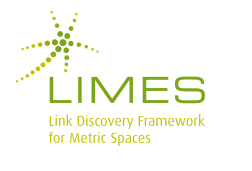 LIMES
Link Discovery Framework
for Metric Spaces